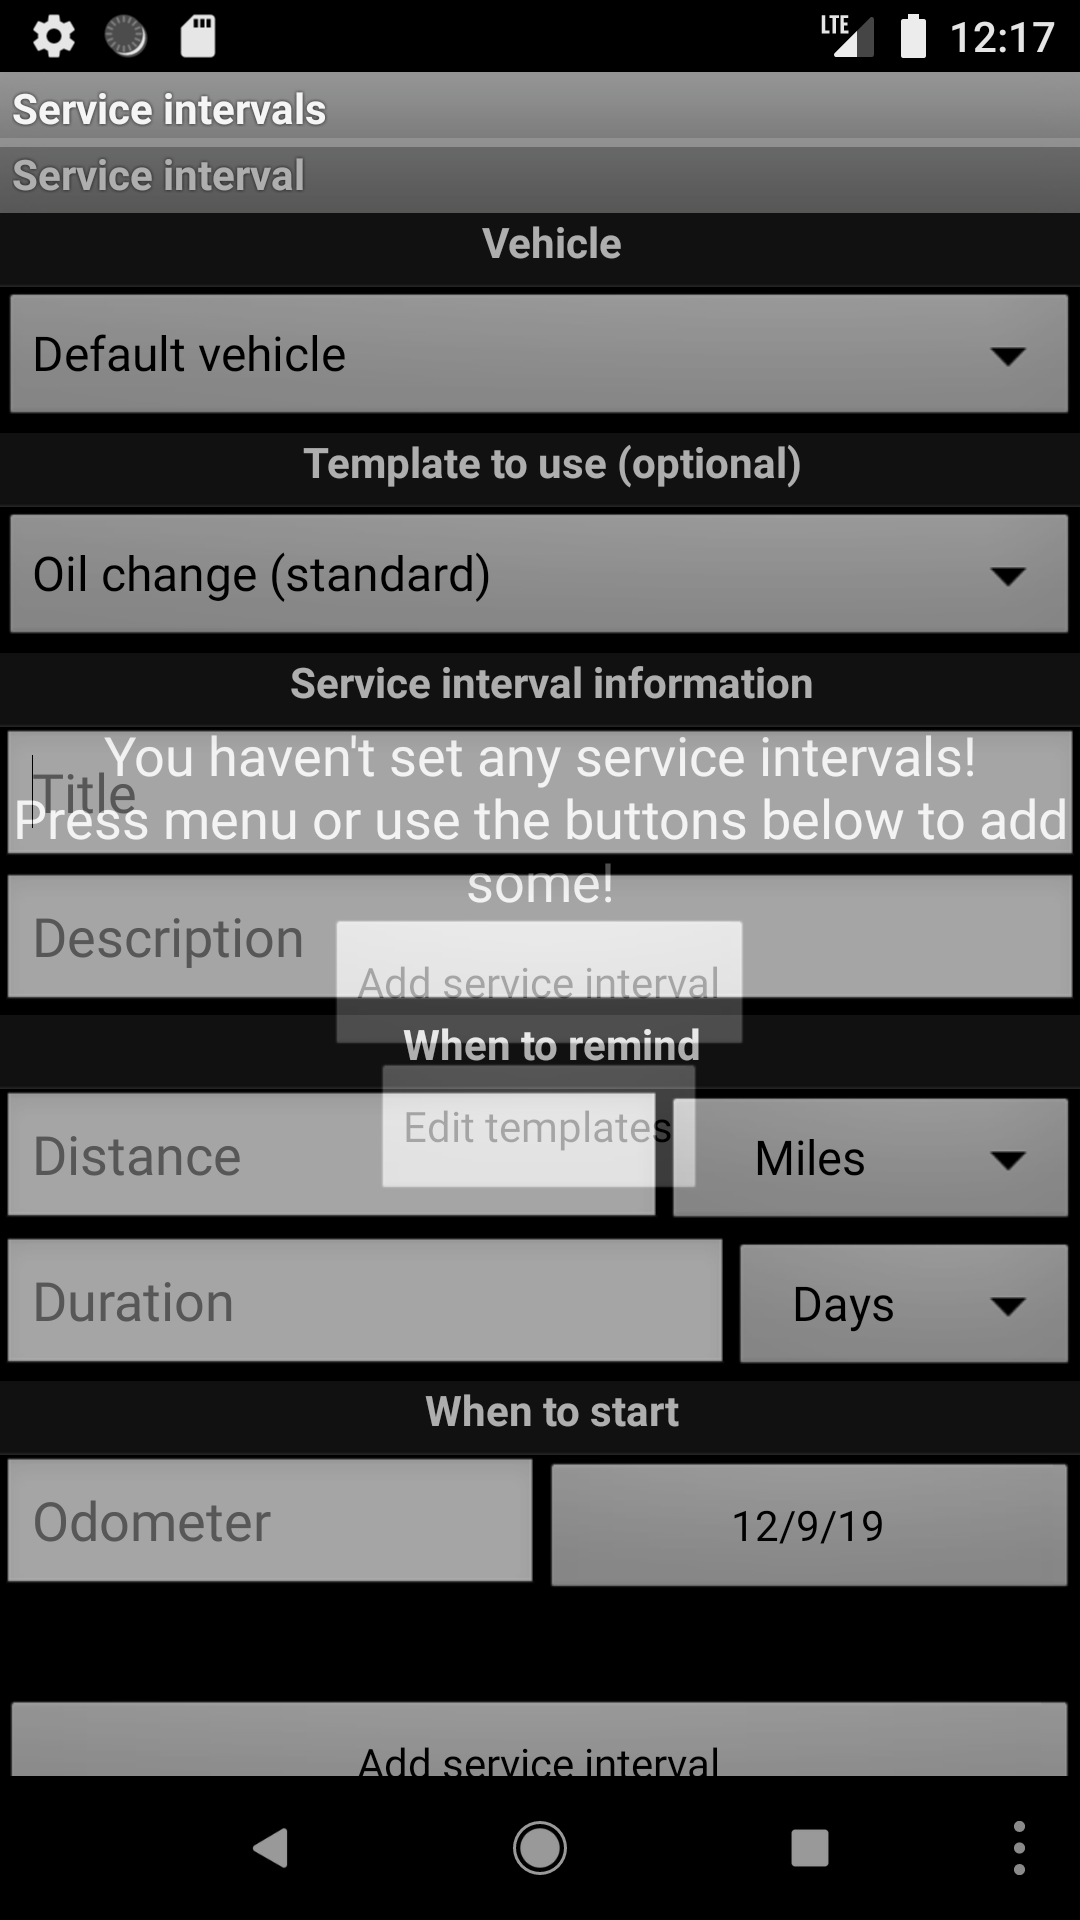 LTE 12:17
Service intervals
Service interval
Vehicle
Default vehicle
Template to use (optional)
Oil change (standard)
Service interval information
You haven't set any service intervals!
Title
Press menu or use the buttons below to add
some!
Description
Add service interval
When to remind
Edit templates
Distance
Miles
Duration
Days
When to start
Odometer
12/9/19
Add service interval